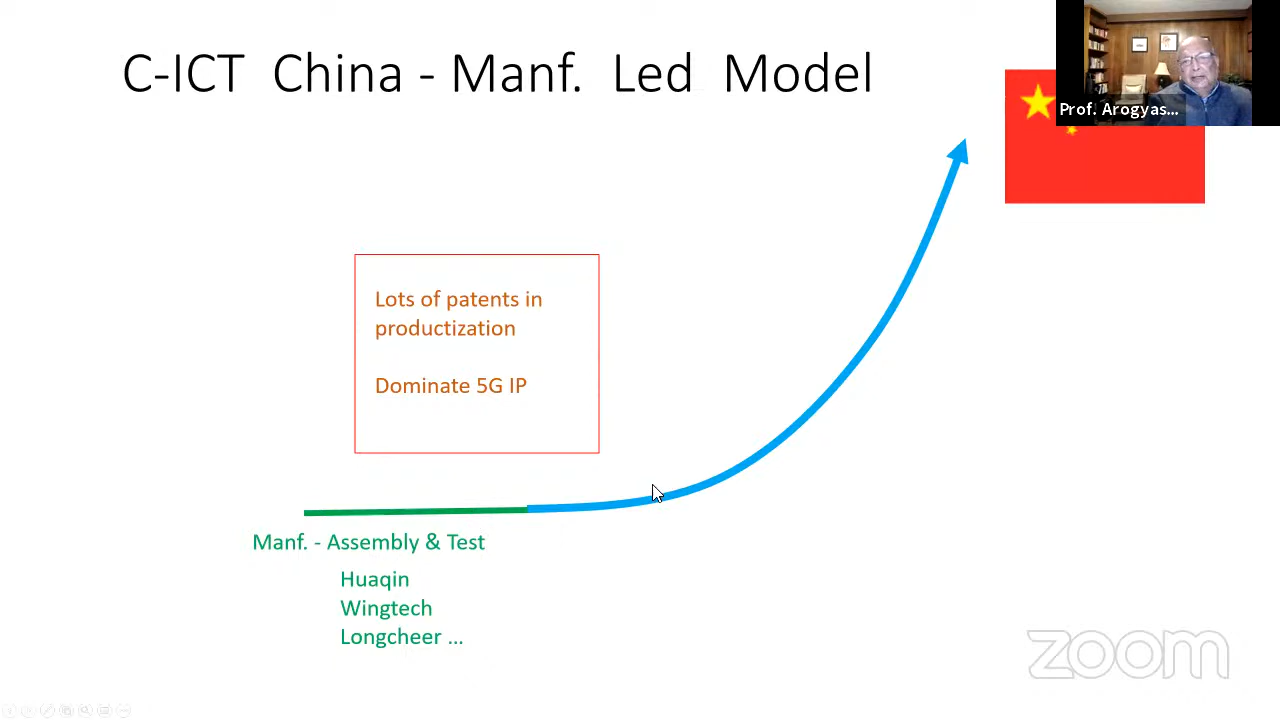 C-ICT China - Manf. Led Model
Prof. Arogyas...
Lots of patents in
productization
Dominate 5G IP
Manf. - Assembly & Test
Huaqin
Wingtech
Longcheer ...
zoom